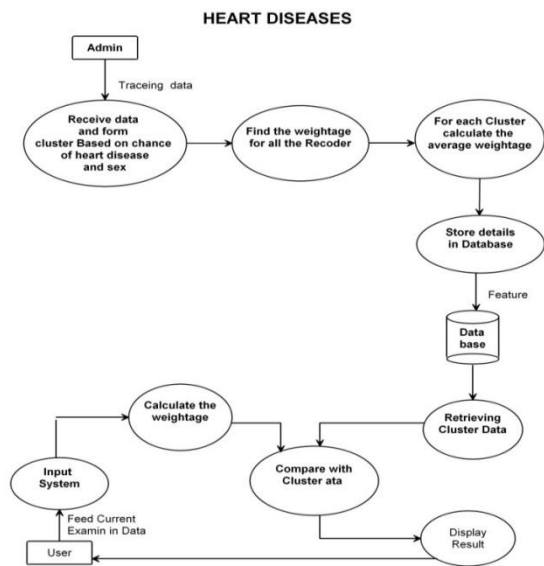 HEART DISEASES
Admin
Traceing data
Receive data
and form
cluster Based on chance
of heart disease
and sex
Find the weightage
for all the Recoder
For each Cluster
calculate the
average weightage
Store details
in Database
Feature
Data
base
Retrieving
Cluster Data
Calculate the
weightage
Compare with
Cluster ata
Input
System
Feed Current
Examin in Data
User
Display
Result